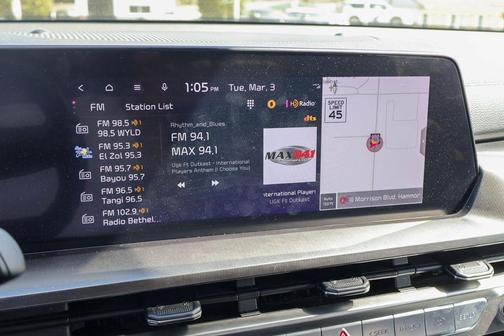 1:05 PM Tue, Mar. 3
FM Station List
HD Radio
dts
FM 98.5
98.5 WYLD
FM 95.3
El Zol 95.3
FM 95.7
Bayou 95.7
FM 96.5
Tangi 96.5
FM 102.9
Radio Bethel...
Rhythm_and_Blues
FM 94.1
MAX 94.1
Ugk Ft Outkast - International
Players Anthem (I Choose You)
MAX 94.1
International Players
UGK Ft Outkast
SPEED
LIMIT
45
Auto
S Morrison Blvd, Hammon